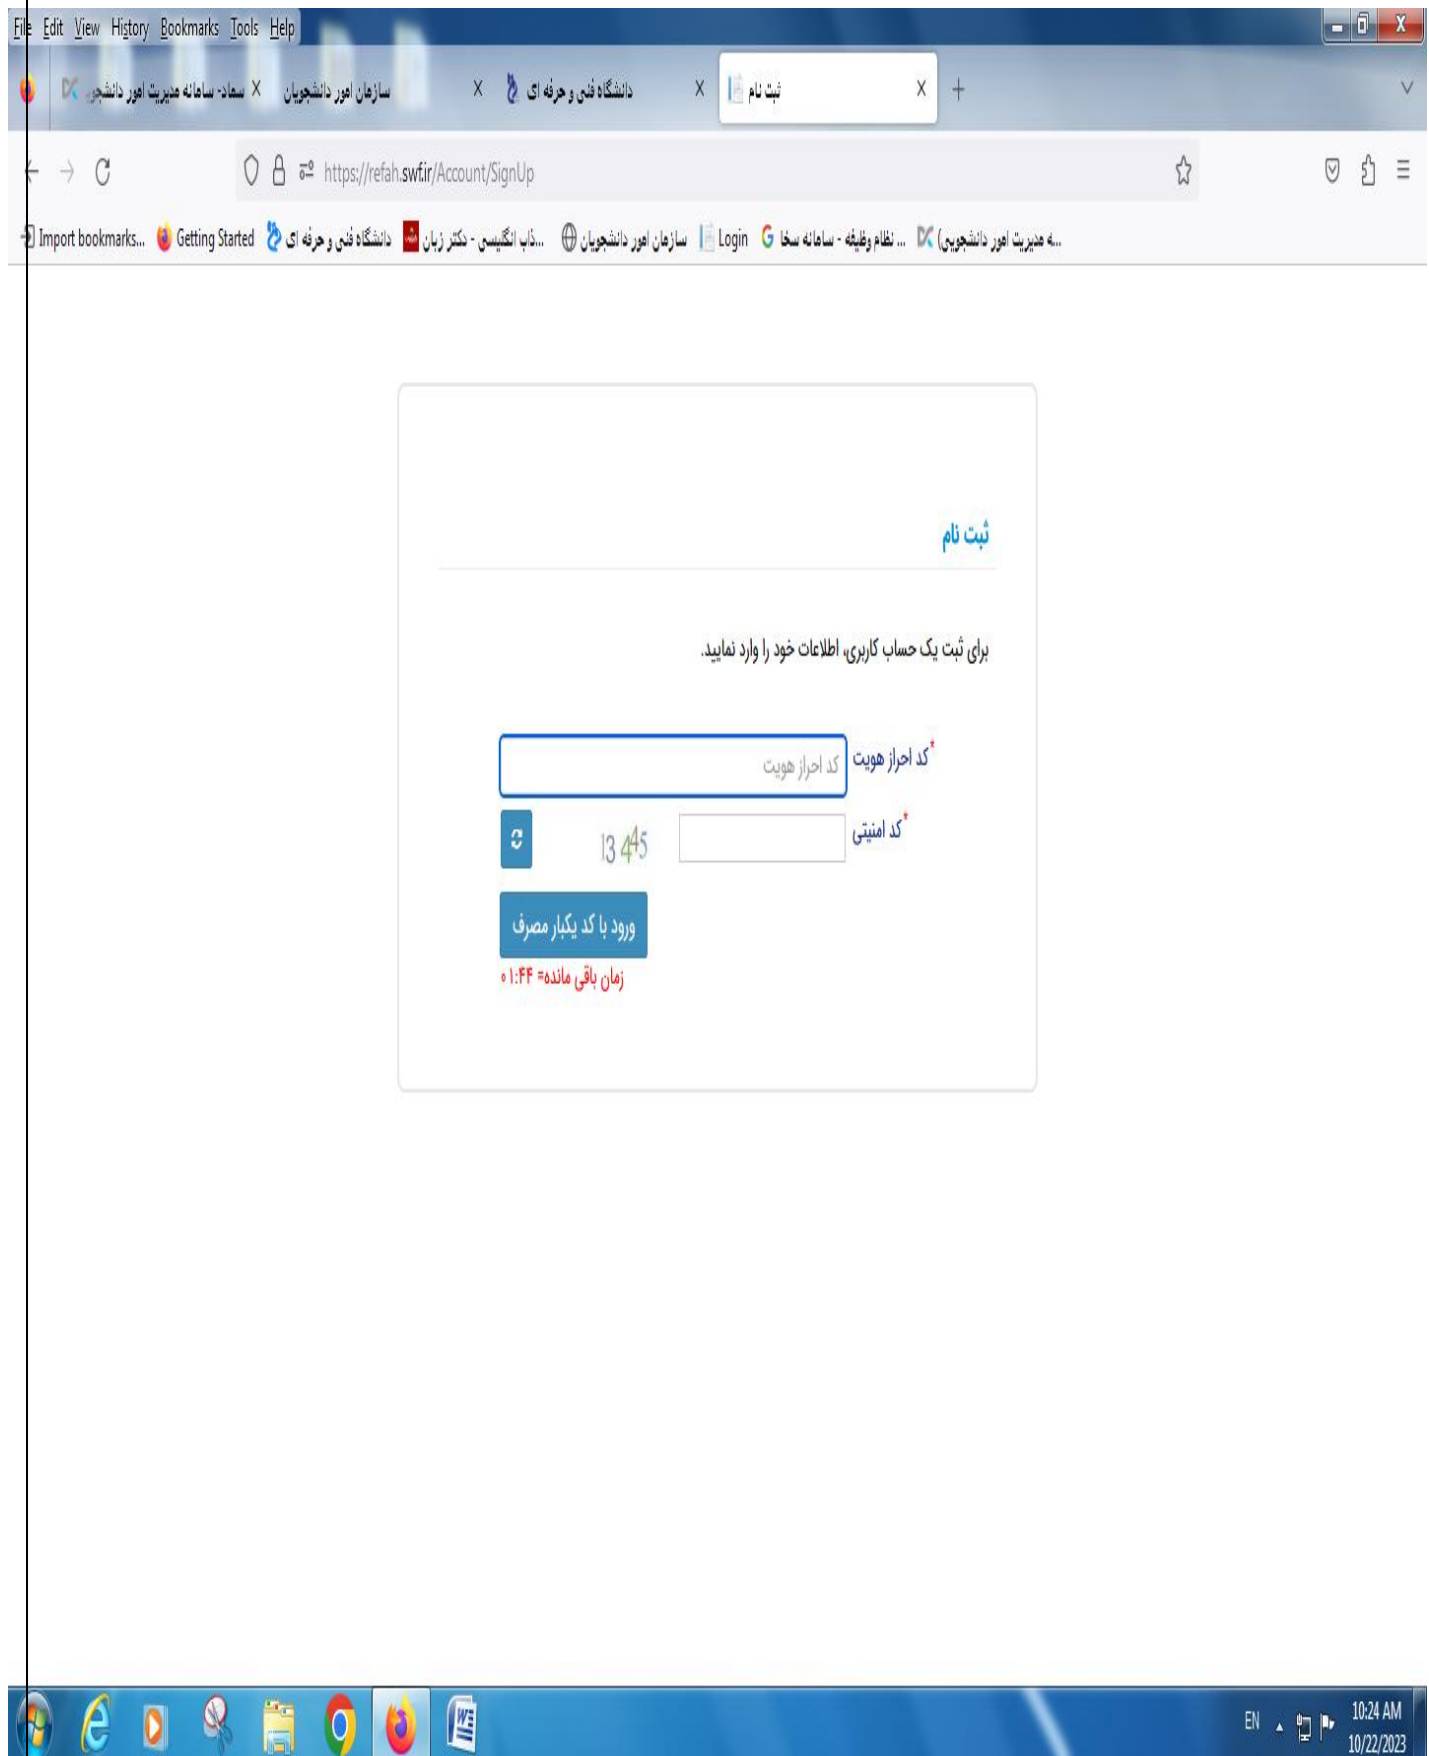 File Edit View History Bookmarks Tools Help
سماد- سامانه مدیریت امور دانشجو
سازمان امور دانشجویان
دانشگاه فنی و حرفه ای
ثبت نام
https://refah.swf.ir/Account/SignUp
Import bookmarks... Getting Started دانشگاه فنی و حرفه ای ...ذاب انگلیسی - دکتر زبان سازمان امور دانشجویان Login ... نظام وظیفه - سامانه سخا ...ه مدیریت امور دانشجویی)
ثبت نام
برای ثبت یک حساب کاربری، اطلاعات خود را وارد نمایید.
*کد احراز هویت کد احراز هویت
*کد امنیتی 13445
ورود با کد یکبار مصرف
زمان باقی مانده= ۰۱:۴۴
EN 10:24 AM
10/22/2023